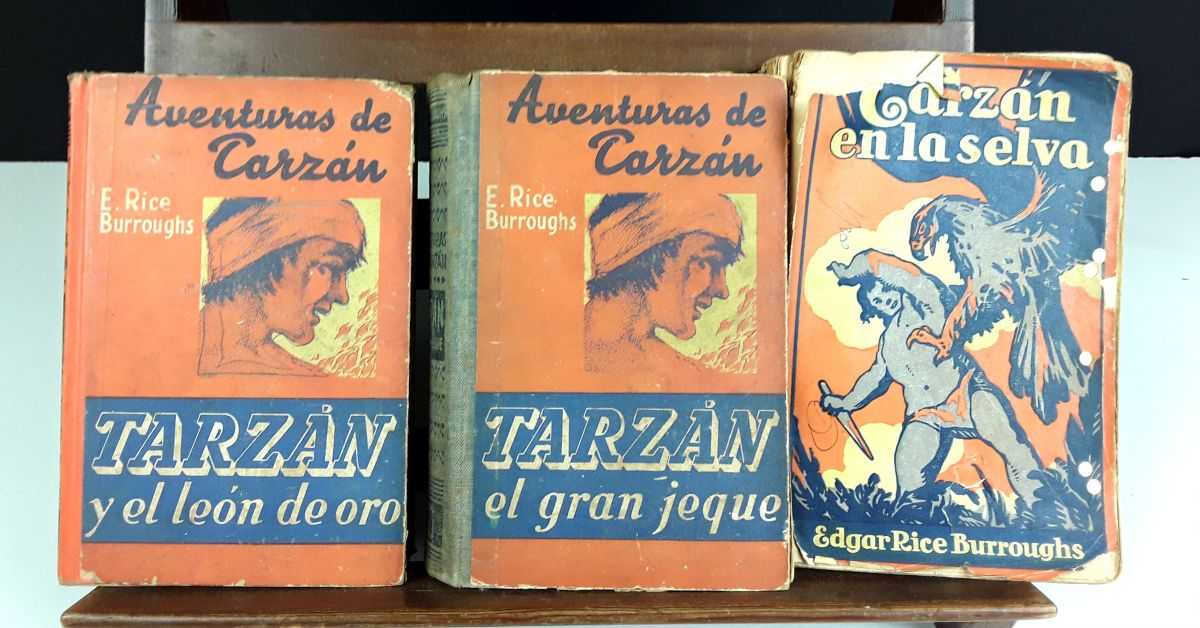 Aventuras de
Tarzán
E. Rice
Burroughs
TARZÁN
y el león de oro
Aventuras de
Tarzán
E. Rice
Burroughs
TARZÁN
el gran jeque
Tarzán
en la selva
Edgar Rice Burroughs